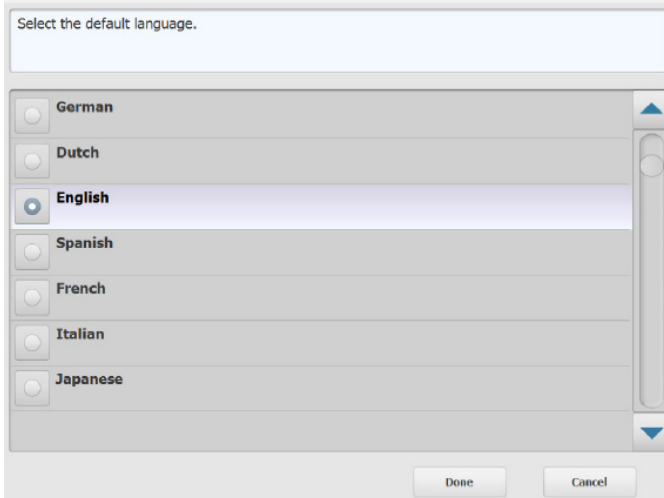 Select the default language.
German
Dutch
English
Spanish
French
Italian
Japanese
Done
Cancel